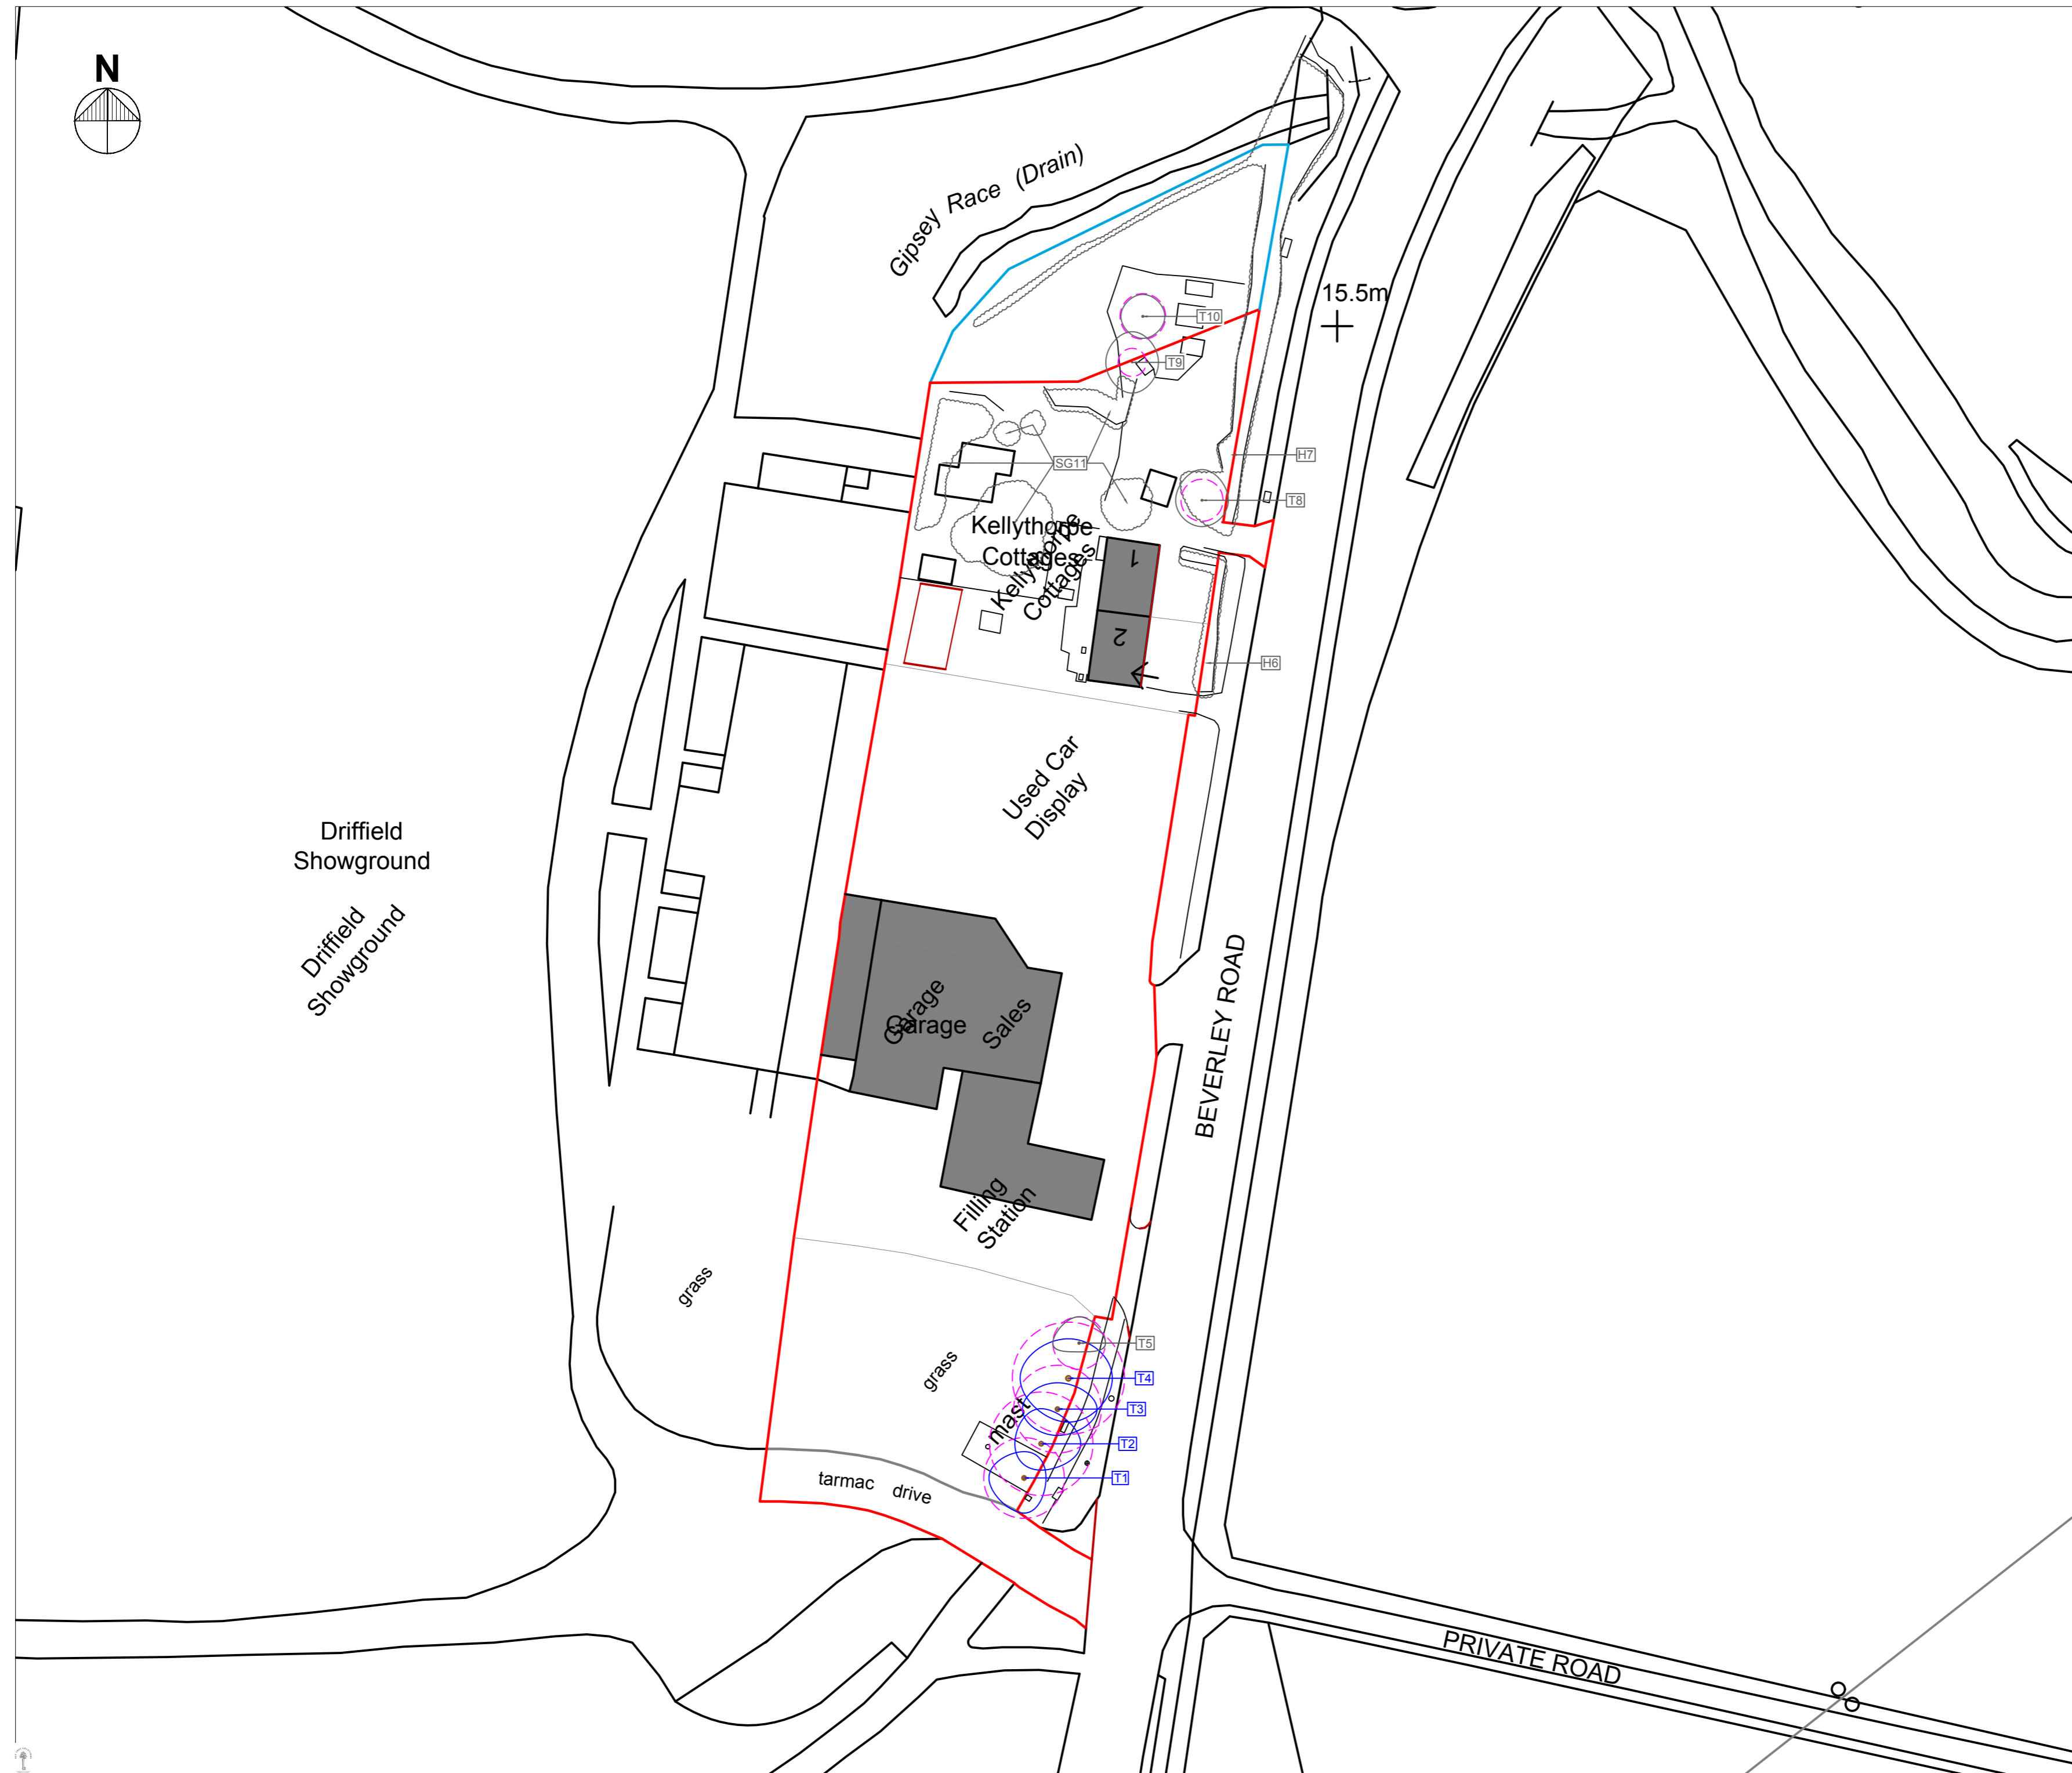 N
Gipsey Race (Drain)
15.5m
T10
T9
H7
SG11
T8
Kellythorpe
Cottages
Kellythorpe
Cottages
1
2
H6
Used Car
Display
Driffield
Showground
Driffield
Showground
BEVERLEY ROAD
Garage
Garage
Sales
Filling
Station
grass
grass
T5
T4
T3
mast
T2
T1
tarmac drive
PRIVATE ROAD